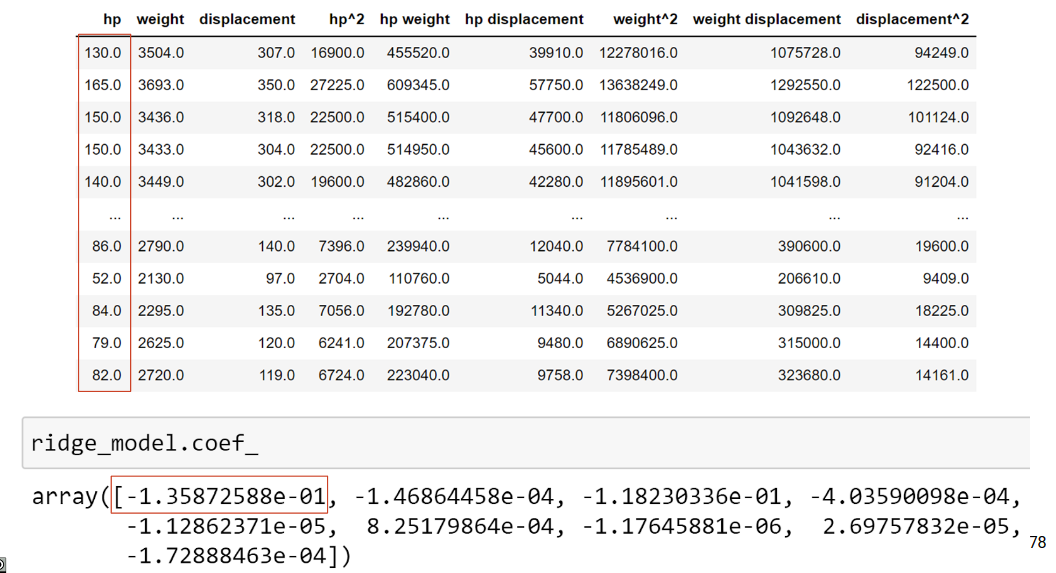 hp weight displacement hp^2 hp weight hp displacement weight^2 weight displacement displacement^2
130.0 3504.0 307.0 16900.0 455520.0 39910.0 12278016.0 1075728.0 94249.0
165.0 3693.0 350.0 27225.0 609345.0 57750.0 13638249.0 1292550.0 122500.0
150.0 3436.0 318.0 22500.0 515400.0 47700.0 11806096.0 1092648.0 101124.0
150.0 3433.0 304.0 22500.0 514950.0 45600.0 11785489.0 1043632.0 92416.0
140.0 3449.0 302.0 19600.0 482860.0 42280.0 11895601.0 1041598.0 91204.0
... ... ... ... ... ... ... ... ...
86.0 2790.0 140.0 7396.0 239940.0 12040.0 7784100.0 390600.0 19600.0
52.0 2130.0 97.0 2704.0 110760.0 5044.0 4536900.0 206610.0 9409.0
84.0 2295.0 135.0 7056.0 192780.0 11340.0 5267025.0 309825.0 18225.0
79.0 2625.0 120.0 6241.0 207375.0 9480.0 6890625.0 315000.0 14400.0
82.0 2720.0 119.0 6724.0 223040.0 9758.0 7398400.0 323680.0 14161.0
ridge_model.coef_
array([-1.35872588e-01, -1.46864458e-04, -1.18230336e-01, -4.03590098e-04,
-1.12862371e-05, 8.25179864e-04, -1.17645881e-06, 2.69757832e-05,
-1.72888463e-04])
78